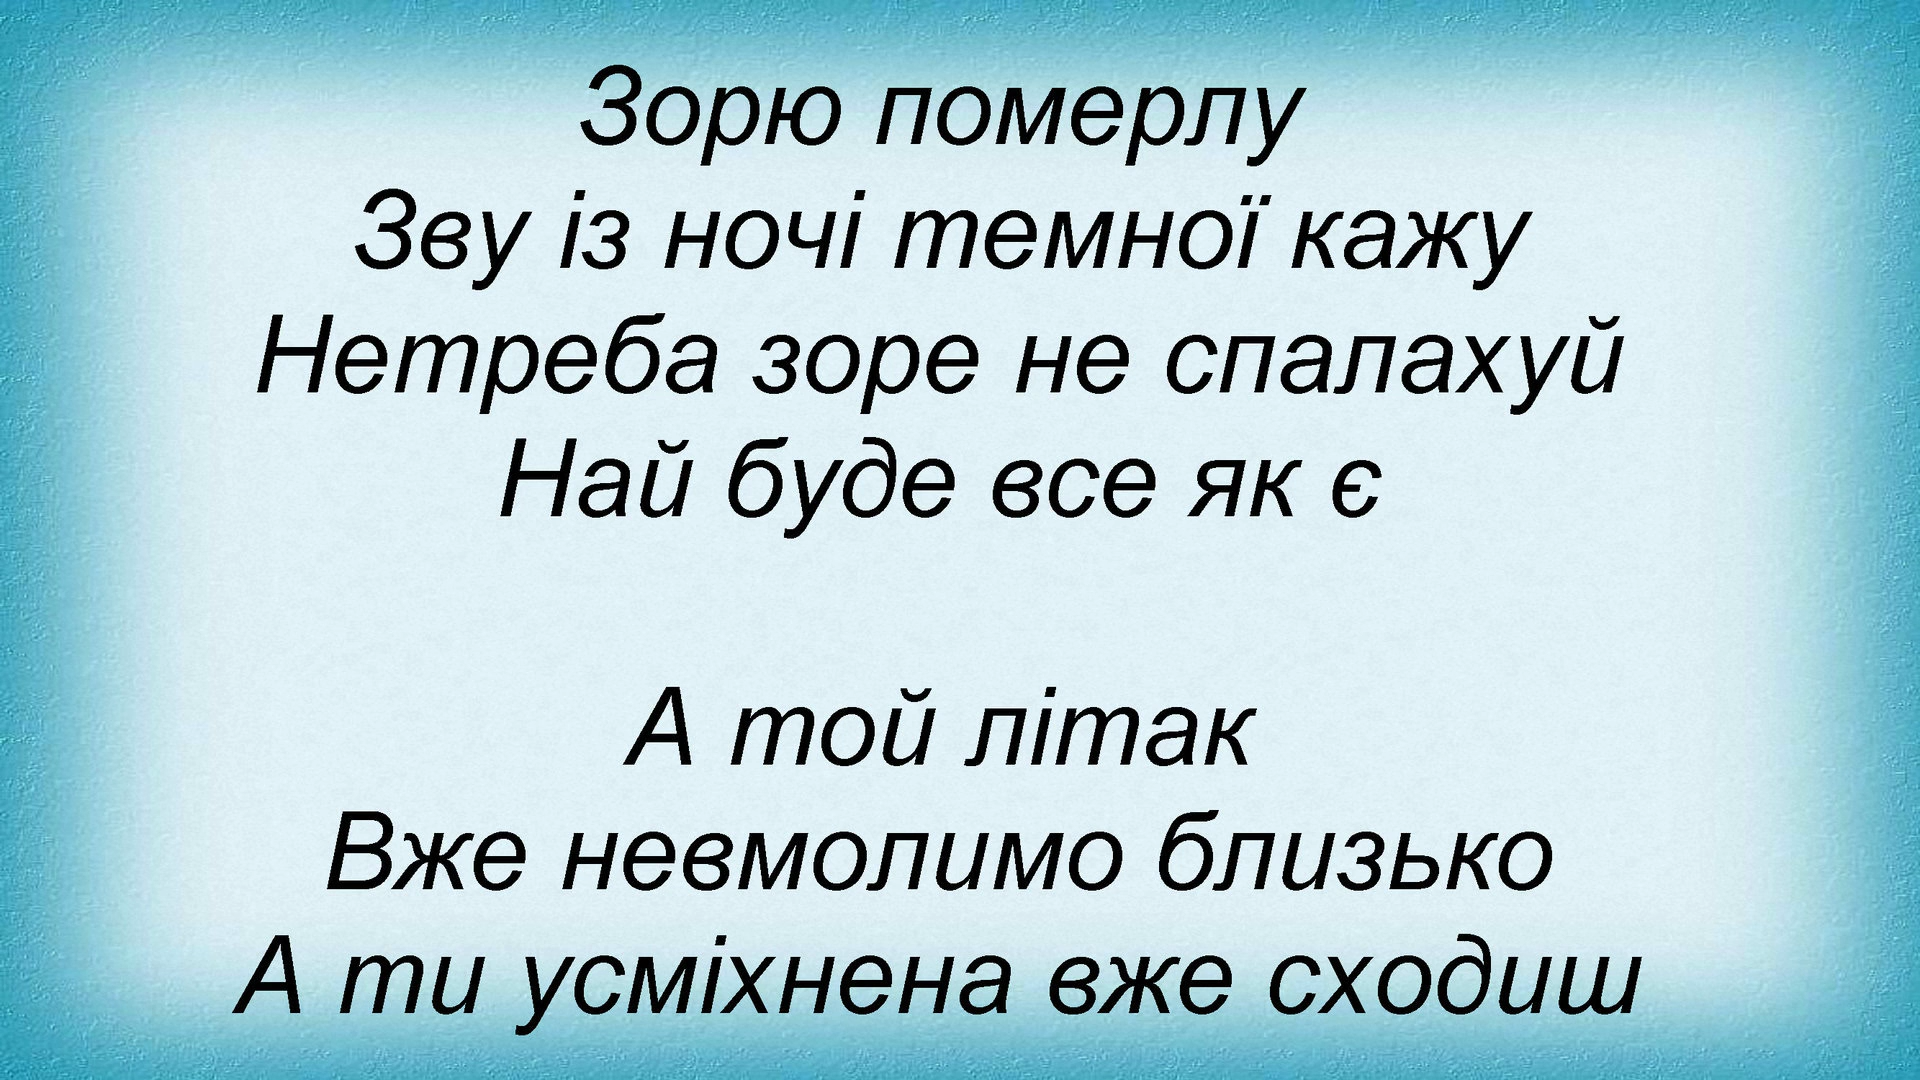 Зорю померлу
Зву із ночі темної кажу
Нетреба зоре не спалахуй
Най буде все як є
А той літак
Вже невмолимо близько
А ти усміхнена вже сходиш